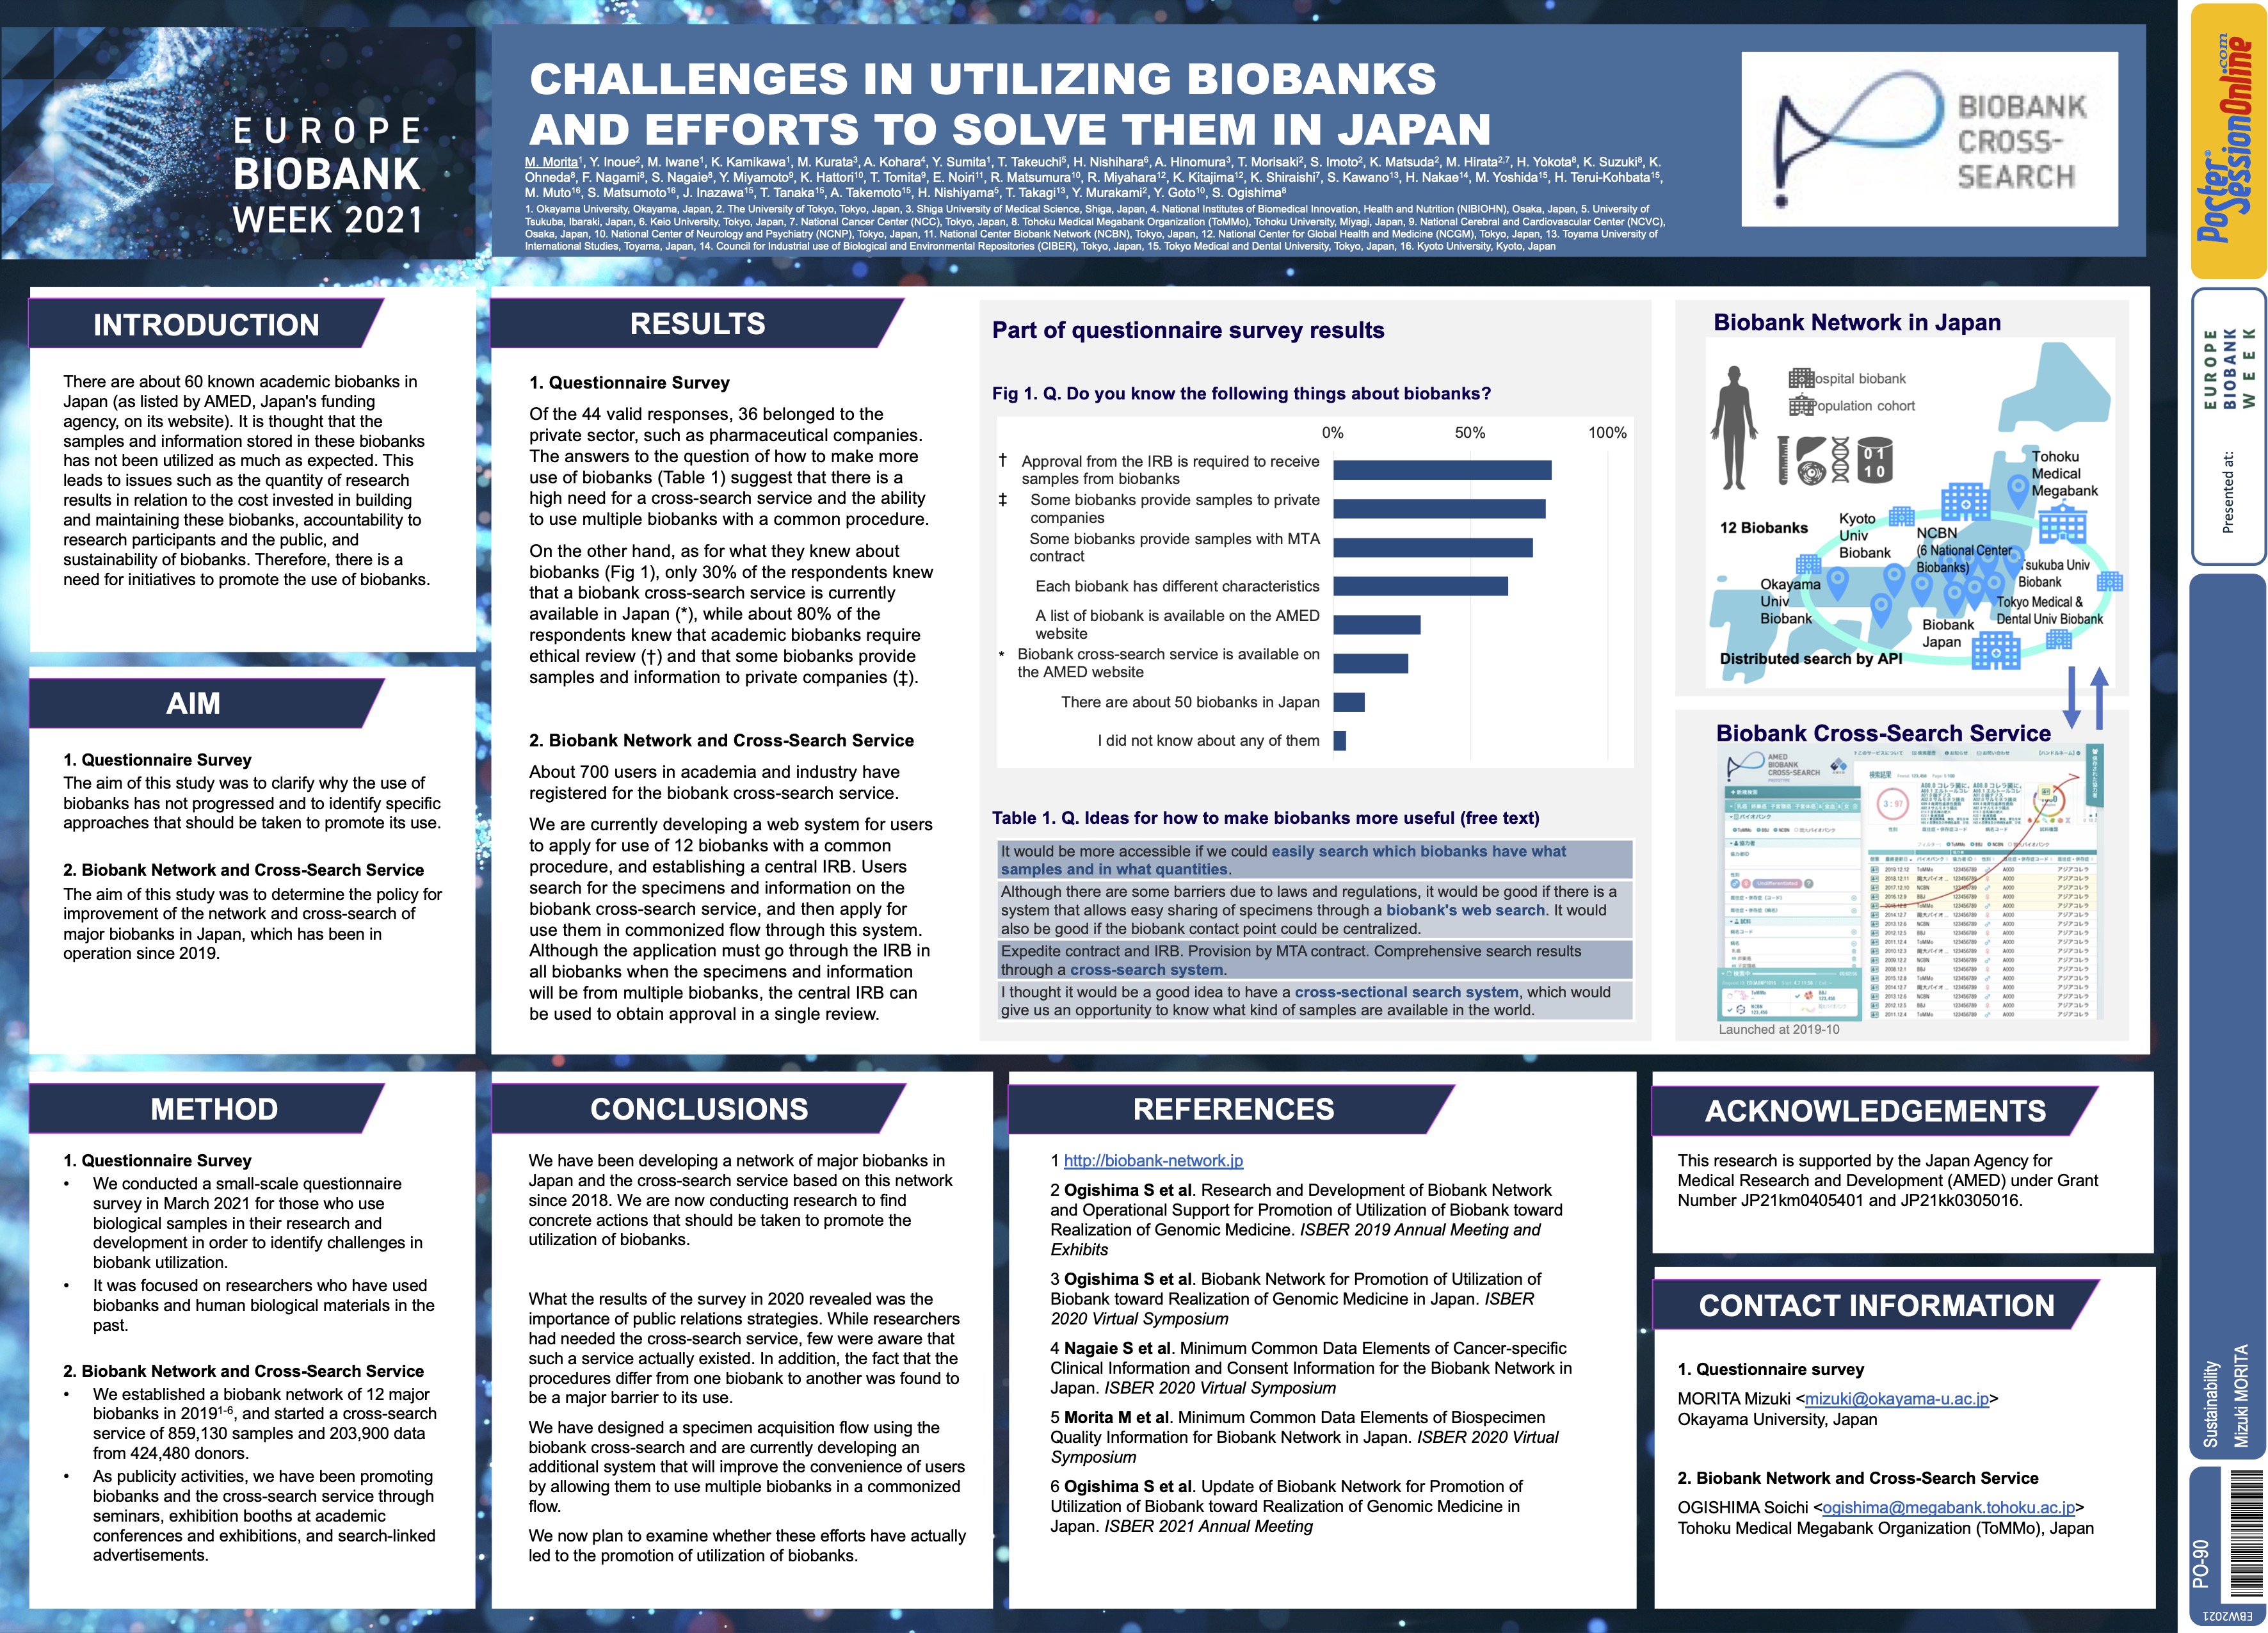 EUROPE
BIOBANK
WEEK 2021
CHALLENGES IN UTILIZING BIOBANKS
AND EFFORTS TO SOLVE THEM IN JAPAN
M. Morita1, Y. Inoue2, M. Iwane1, K. Kamikawa1, M. Kurata3, A. Kohara4, Y. Sumita1, T. Takeuchi5, H. Nishihara6, A. Hinomura3, T. Morisaki2, S. Imoto2, K. Matsuda2, M. Hirata2,7, H. Yokota8, K. Suzuki8, K.
Ohneda8, F. Nagami8, S. Nagaie8, Y. Miyamoto9, K. Hattori10, T. Tomita9, E. Noiri11, R. Matsumura10, R. Miyahara12, K. Kitajima12, K. Shiraishi7, S. Kawano13, H. Nakae14, M. Yoshida15, H. Terui-Kohbata15,
M. Muto16, S. Matsumoto16, J. Inazawa15, T. Tanaka15, A. Takemoto15, H. Nishiyama5, T. Takagi13, Y. Murakami2, Y. Goto10, S. Ogishima8
1. Okayama University, Okayama, Japan, 2. The University of Tokyo, Tokyo, Japan, 3. Shiga University of Medical Science, Shiga, Japan, 4. National Institutes of Biomedical Innovation, Health and Nutrition (NIBIOHN), Osaka, Japan, 5. University of
Tsukuba, Ibaraki, Japan, 6. Keio University, Tokyo, Japan, 7. National Cancer Center (NCC), Tokyo, Japan, 8. Tohoku Medical Megabank Organization (ToMMo), Tohoku University, Miyagi, Japan, 9. National Cerebral and Cardiovascular Center (NCVC),
Osaka, Japan, 10. National Center of Neurology and Psychiatry (NCNP), Tokyo, Japan, 11. National Center Biobank Network (NCBN), Tokyo, Japan, 12. National Center for Global Health and Medicine (NCGM), Tokyo, Japan, 13. Toyama University of
International Studies, Toyama, Japan, 14. Council for Industrial use of Biological and Environmental Repositories (CIBER), Tokyo, Japan, 15. Tokyo Medical and Dental University, Tokyo, Japan, 16. Kyoto University, Kyoto, Japan
BIOBANK
CROSS-
SEARCH
INTRODUCTION
There are about 60 known academic biobanks in
Japan (as listed by AMED, Japan's funding
agency, on its website). It is thought that the
samples and information stored in these biobanks
has not been utilized as much as expected. This
leads to issues such as the quantity of research
results in relation to the cost invested in building
and maintaining these biobanks, accountability to
research participants and the public, and
sustainability of biobanks. Therefore, there is a
need for initiatives to promote the use of biobanks.
AIM
1. Questionnaire Survey
The aim of this study was to clarify why the use of
biobanks has not progressed and to identify specific
approaches that should be taken to promote its use.
2. Biobank Network and Cross-Search Service
The aim of this study was to determine the policy for
improvement of the network and cross-search of
major biobanks in Japan, which has been in
operation since 2019.
METHOD
1. Questionnaire Survey
• We conducted a small-scale questionnaire
survey in March 2021 for those who use
biological samples in their research and
development in order to identify challenges in
biobank utilization.
• It was focused on researchers who have used
biobanks and human biological materials in the
past.
2. Biobank Network and Cross-Search Service
• We established a biobank network of 12 major
biobanks in 20191-6, and started a cross-search
service of 859,130 samples and 203,900 data
from 424,480 donors.
• As publicity activities, we have been promoting
biobanks and the cross-search service through
seminars, exhibition booths at academic
conferences and exhibitions, and search-linked
advertisements.
RESULTS
1. Questionnaire Survey
Of the 44 valid responses, 36 belonged to the
private sector, such as pharmaceutical companies.
The answers to the question of how to make more
use of biobanks (Table 1) suggest that there is a
high need for a cross-search service and the ability
to use multiple biobanks with a common procedure.
On the other hand, as for what they knew about
biobanks (Fig 1), only 30% of the respondents knew
that a biobank cross-search service is currently
available in Japan (*), while about 80% of the
respondents knew that academic biobanks require
ethical review (†) and that some biobanks provide
samples and information to private companies (‡).
2. Biobank Network and Cross-Search Service
About 700 users in academia and industry have
registered for the biobank cross-search service.
We are currently developing a web system for users
to apply for use of 12 biobanks with a common
procedure, and establishing a central IRB. Users
search for the specimens and information on the
biobank cross-search service, and then apply for
use them in commonized flow through this system.
Although the application must go through the IRB in
all biobanks when the specimens and information
will be from multiple biobanks, the central IRB can
be used to obtain approval in a single review.
Part of questionnaire survey results
Fig 1. Q. Do you know the following things about biobanks?
0% 50% 100%
† Approval from the IRB is required to receive
samples from biobanks
‡ Some biobanks provide samples to private
companies
Some biobanks provide samples with MTA
contract
Each biobank has different characteristics
A list of biobank is available on the AMED
website
* Biobank cross-search service is available on
the AMED website
There are about 50 biobanks in Japan
I did not know about any of them
Table 1. Q. Ideas for how to make biobanks more useful (free text)
It would be more accessible if we could easily search which biobanks have what
samples and in what quantities.
Although there are some barriers due to laws and regulations, it would be good if there is a
system that allows easy sharing of specimens through a biobank's web search. It would
also be good if the biobank contact point could be centralized.
Expedite contract and IRB. Provision by MTA contract. Comprehensive search results
through a cross-search system.
I thought it would be a good idea to have a cross-sectional search system, which would
give us an opportunity to know what kind of samples are available in the world.
Biobank Network in Japan
ospital biobank
Population cohort
0 1
1 0
Tohoku
Medical
Megabank
12 Biobanks
Kyoto
Univ
Biobank
NCBN
(6 National Center
Biobanks)
Tsukuba Univ
Biobank
Okayama
Univ
Biobank
Tokyo Medical &
Dental Univ Biobank
Biobank
Japan
Distributed search by API
Biobank Cross-Search Service
AMED
BIOBANK
CROSS-SEARCH
検索結果
3 : 97
Launched at 2019-10
CONCLUSIONS
We have been developing a network of major biobanks in
Japan and the cross-search service based on this network
since 2018. We are now conducting research to find
concrete actions that should be taken to promote the
utilization of biobanks.
What the results of the survey in 2020 revealed was the
importance of public relations strategies. While researchers
had needed the cross-search service, few were aware that
such a service actually existed. In addition, the fact that the
procedures differ from one biobank to another was found to
be a major barrier to its use.
We have designed a specimen acquisition flow using the
biobank cross-search and are currently developing an
additional system that will improve the convenience of users
by allowing them to use multiple biobanks in a commonized
flow.
We now plan to examine whether these efforts have actually
led to the promotion of utilization of biobanks.
REFERENCES
1 http://biobank-network.jp
2 Ogishima S et al. Research and Development of Biobank Network
and Operational Support for Promotion of Utilization of Biobank toward
Realization of Genomic Medicine. ISBER 2019 Annual Meeting and
Exhibits
3 Ogishima S et al. Biobank Network for Promotion of Utilization of
Biobank toward Realization of Genomic Medicine in Japan. ISBER
2020 Virtual Symposium
4 Nagaie S et al. Minimum Common Data Elements of Cancer-specific
Clinical Information and Consent Information for the Biobank Network in
Japan. ISBER 2020 Virtual Symposium
5 Morita M et al. Minimum Common Data Elements of Biospecimen
Quality Information for Biobank Network in Japan. ISBER 2020 Virtual
Symposium
6 Ogishima S et al. Update of Biobank Network for Promotion of
Utilization of Biobank toward Realization of Genomic Medicine in
Japan. ISBER 2021 Annual Meeting
ACKNOWLEDGEMENTS
This research is supported by the Japan Agency for
Medical Research and Development (AMED) under Grant
Number JP21km0405401 and JP21kk0305016.
CONTACT INFORMATION
1. Questionnaire survey
MORITA Mizuki <mizuki@okayama-u.ac.jp>
Okayama University, Japan
2. Biobank Network and Cross-Search Service
OGISHIMA Soichi <ogishima@megabank.tohoku.ac.jp>
Tohoku Medical Megabank Organization (ToMMo), Japan
PosterSessionOnline.com
EUROPE
BIOBANK
WEEK
Presented at:
Sustainability
Mizuki MORITA
PO-90
EBW2021